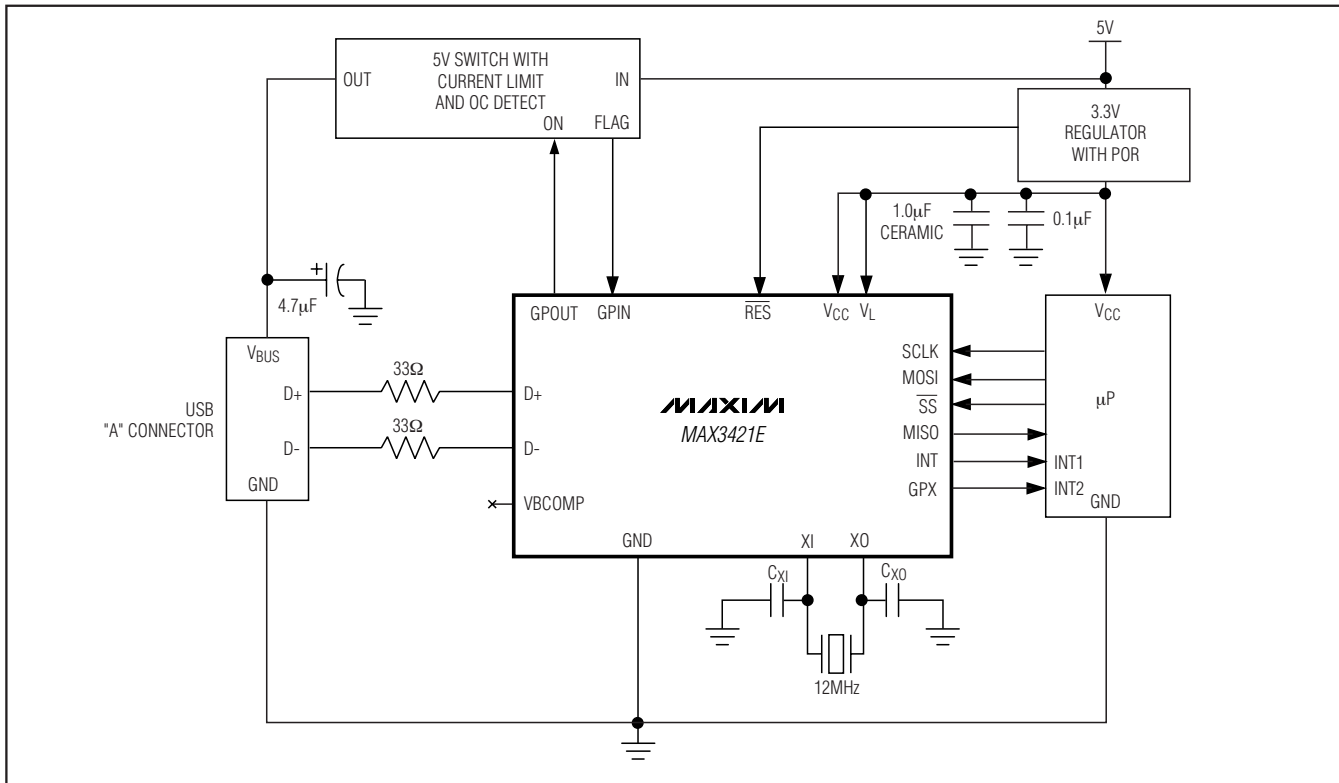 5V
5V SWITCH WITH
CURRENT LIMIT
AND OC DETECT
OUT
IN
ON
FLAG
3.3V
REGULATOR
WITH POR
1.0µF
CERAMIC
0.1µF
+
4.7µF
GPOUT
GPIN
RES
VCC
VL
VCC
VBUS
D+
D-
GND
USB
"A" CONNECTOR
33Ω
33Ω
D+
D-
VBCOMP
MAXIM
MAX3421E
SCLK
MOSI
SS
MISO
INT
GPX
µP
INT1
INT2
GND
GND
XI
XO
CXI
CXO
12MHz